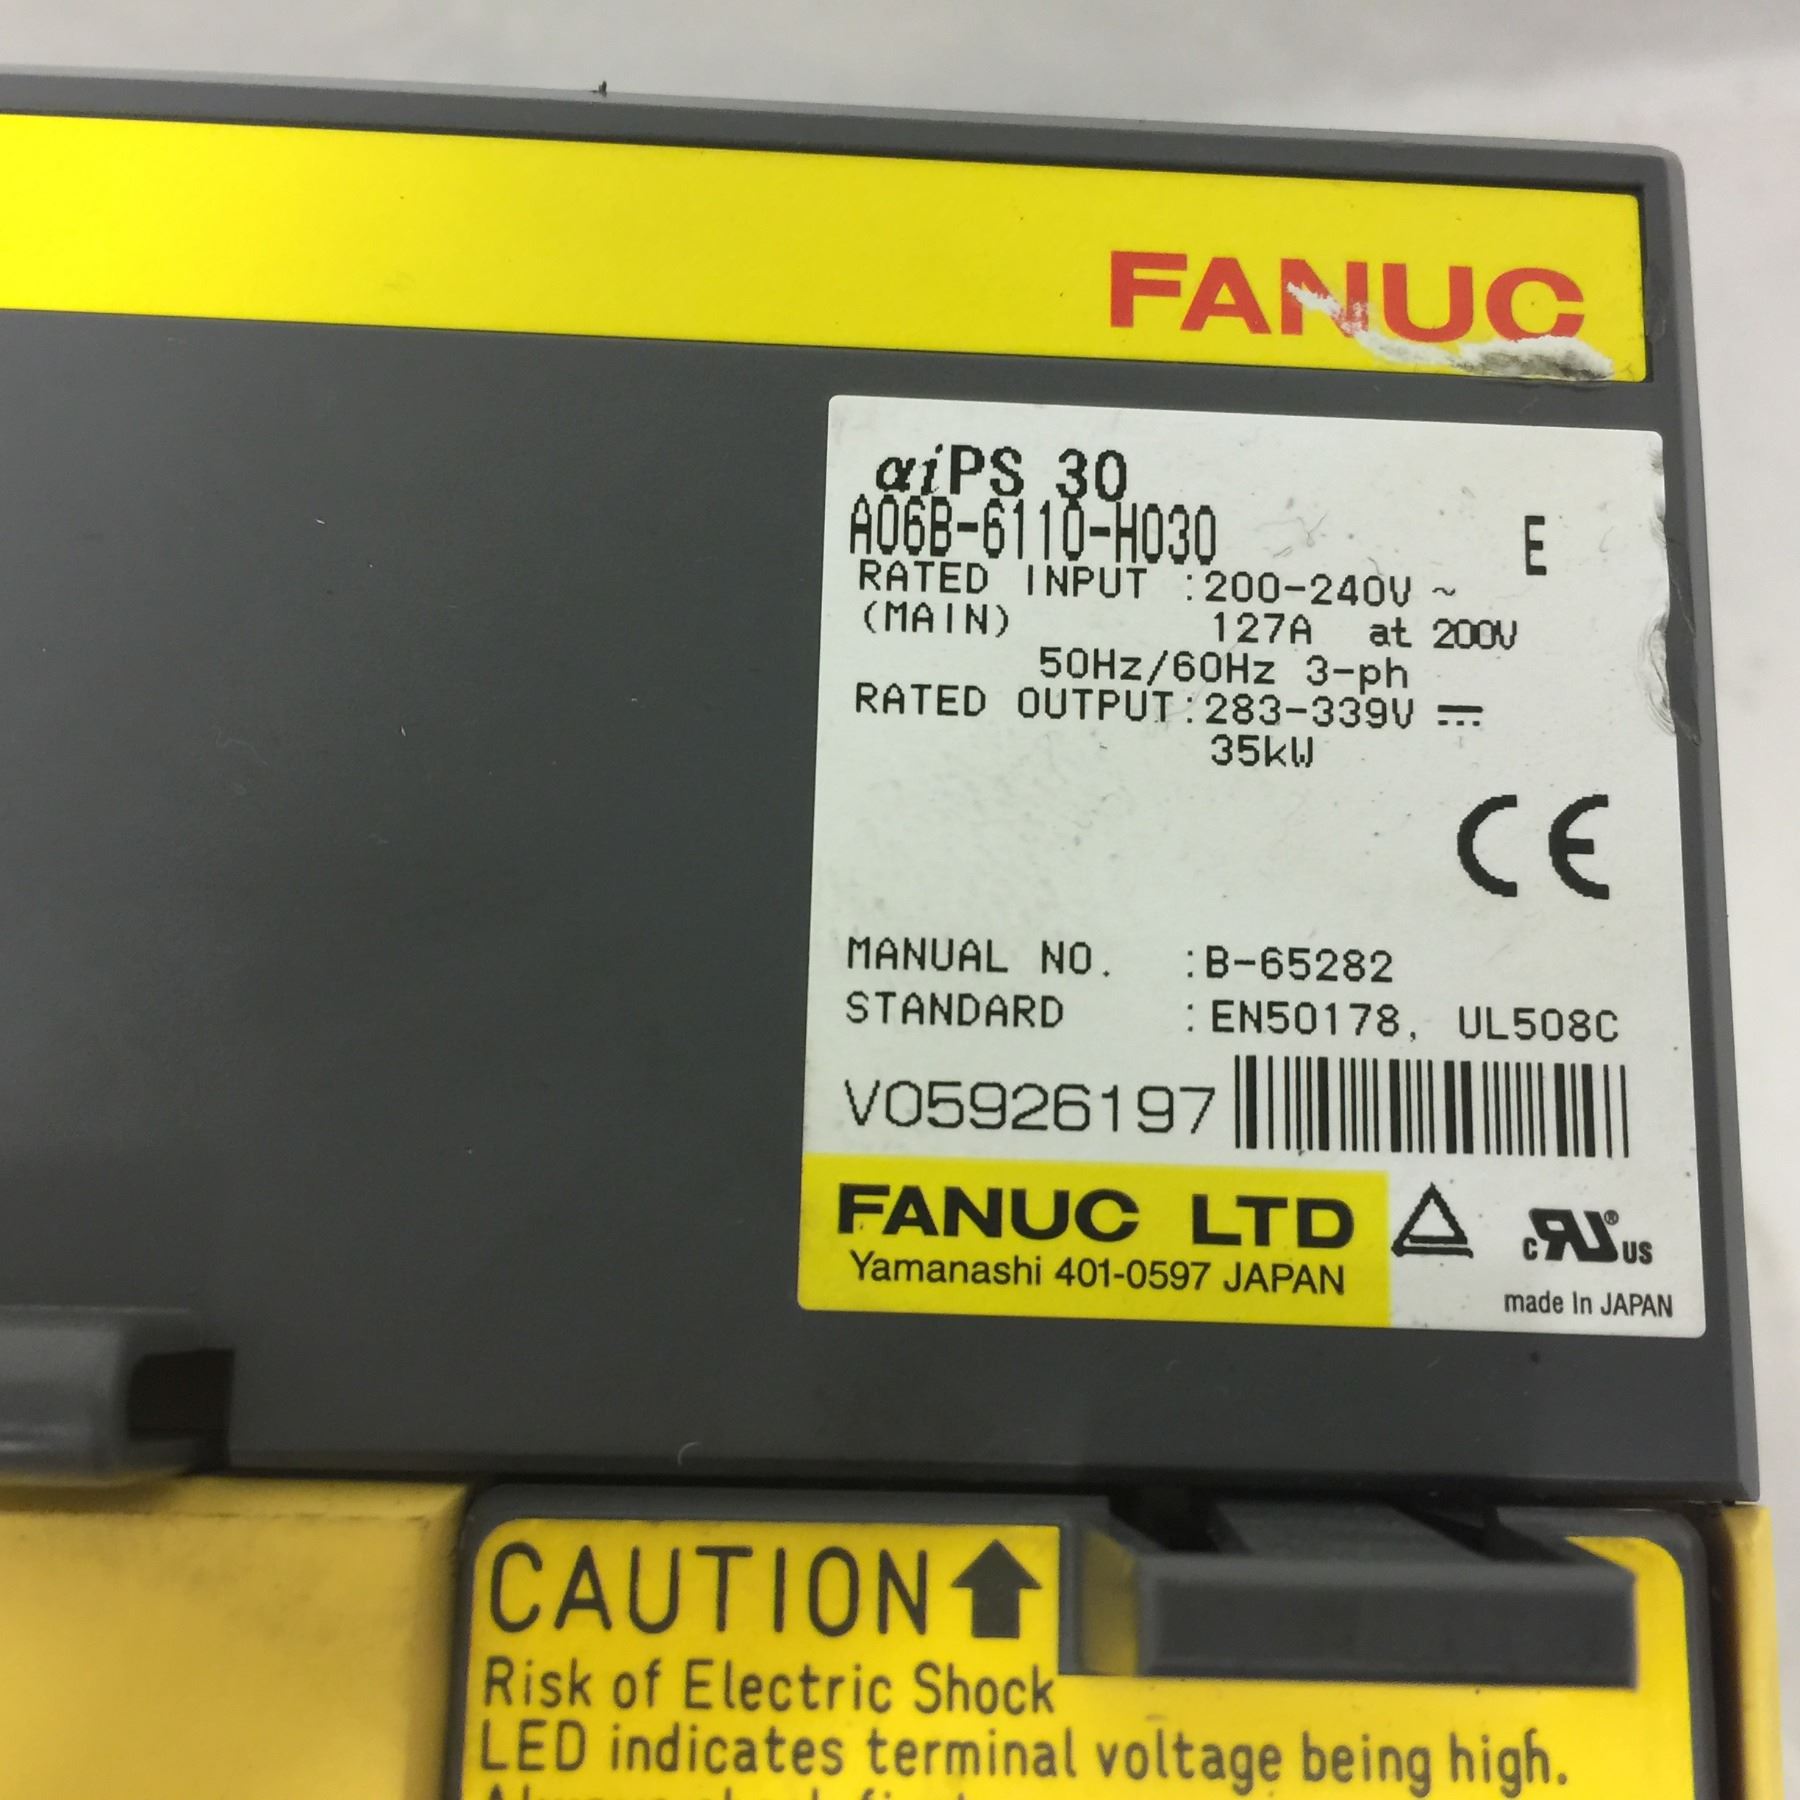 FANUC
αiPS 30
A06B-6110-H030 E
RATED INPUT :200-240V ~
(MAIN) 127A at 200V
50Hz/60Hz 3-ph
RATED OUTPUT:283-339V
35kW
CE
MANUAL NO. :B-65282
STANDARD :EN50178, UL508C
V05926197
FANUC LTD
Yamanashi 401-0597 JAPAN
c RU ® US
made In JAPAN
CAUTION
Risk of Electric Shock
LED indicates terminal voltage being high.